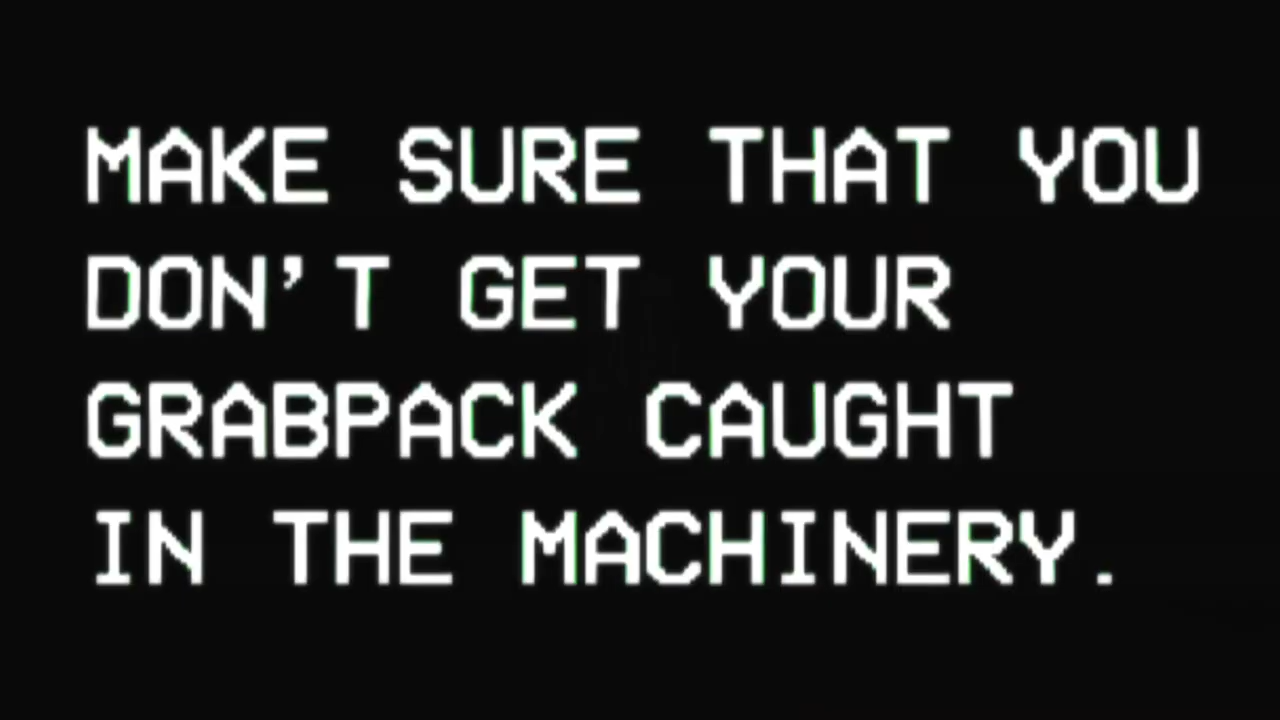 MAKE SURE THAT YOU
DON'T GET YOUR
GRABPACK CAUGHT
IN THE MACHINERY.